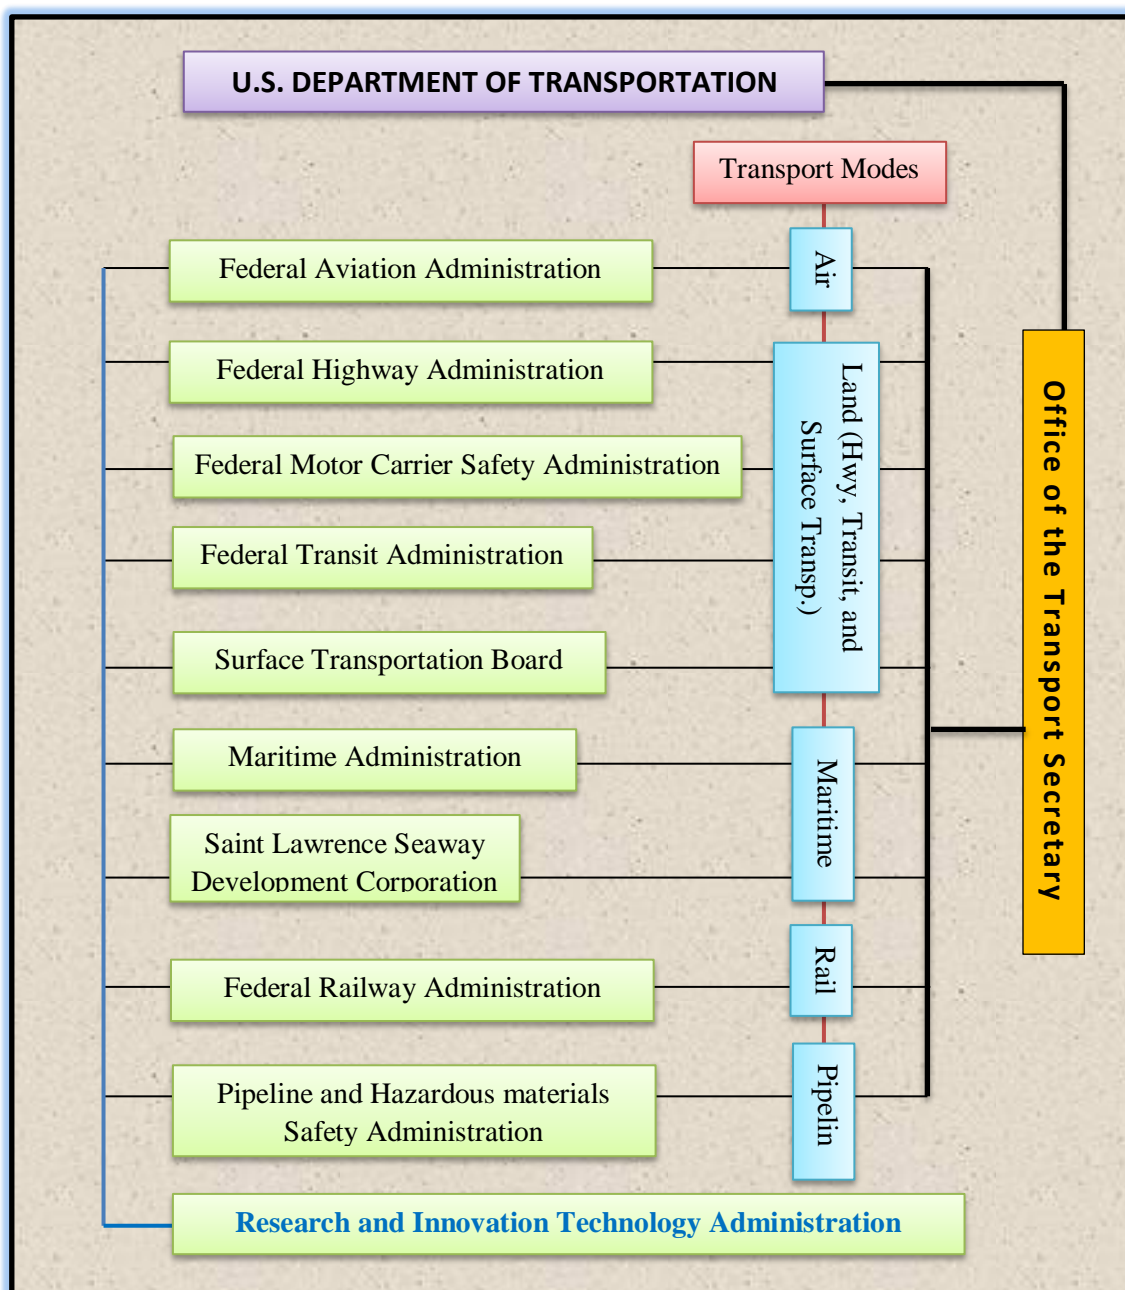 U.S. DEPARTMENT OF TRANSPORTATION
Transport Modes
Federal Aviation Administration
Air
Federal Highway Administration
Land (Hwy, Transit, and
Surface Transp.)
Federal Motor Carrier Safety Administration
Federal Transit Administration
Surface Transportation Board
Office of the Transport Secretary
Maritime Administration
Maritime
Saint Lawrence Seaway
Development Corporation
Federal Railway Administration
Rail
Pipeline and Hazardous materials
Safety Administration
Pipelin
Research and Innovation Technology Administration